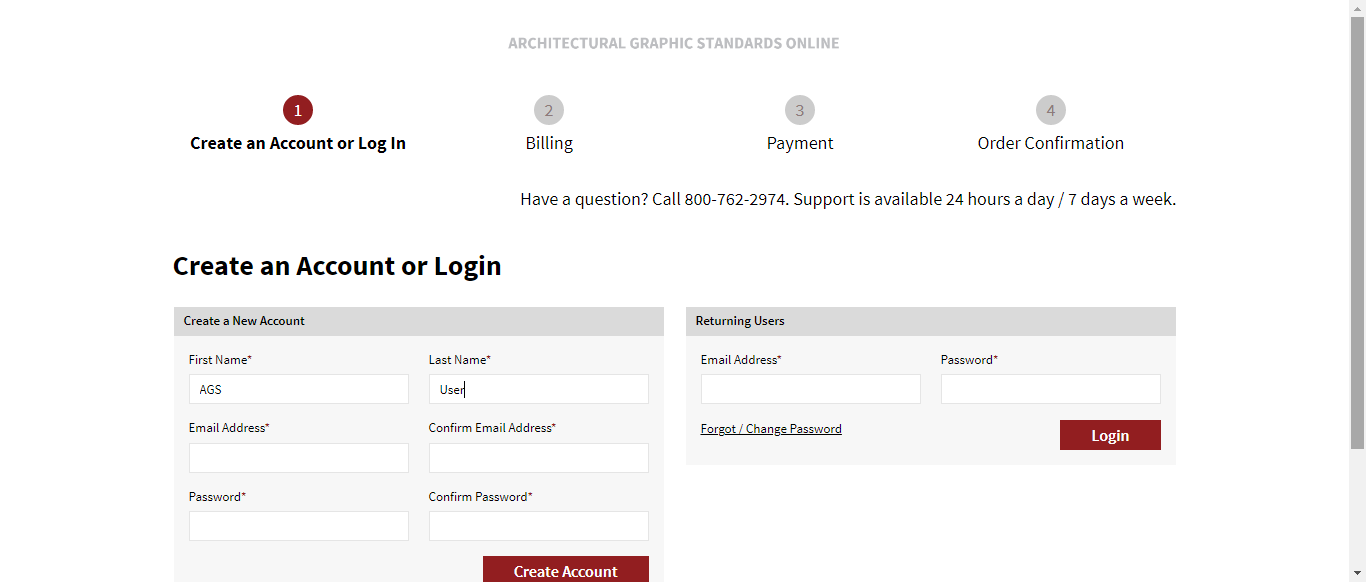 ARCHITECTURAL GRAPHIC STANDARDS ONLINE
1 2 3 4
Create an Account or Log In Billing Payment Order Confirmation
Have a question? Call 800-762-2974. Support is available 24 hours a day / 7 days a week.
Create an Account or Login
Create a New Account
First Name* Last Name*
AGS User
Email Address* Confirm Email Address*
Password* Confirm Password*
Create Account
Returning Users
Email Address* Password*
Forgot / Change Password
Login